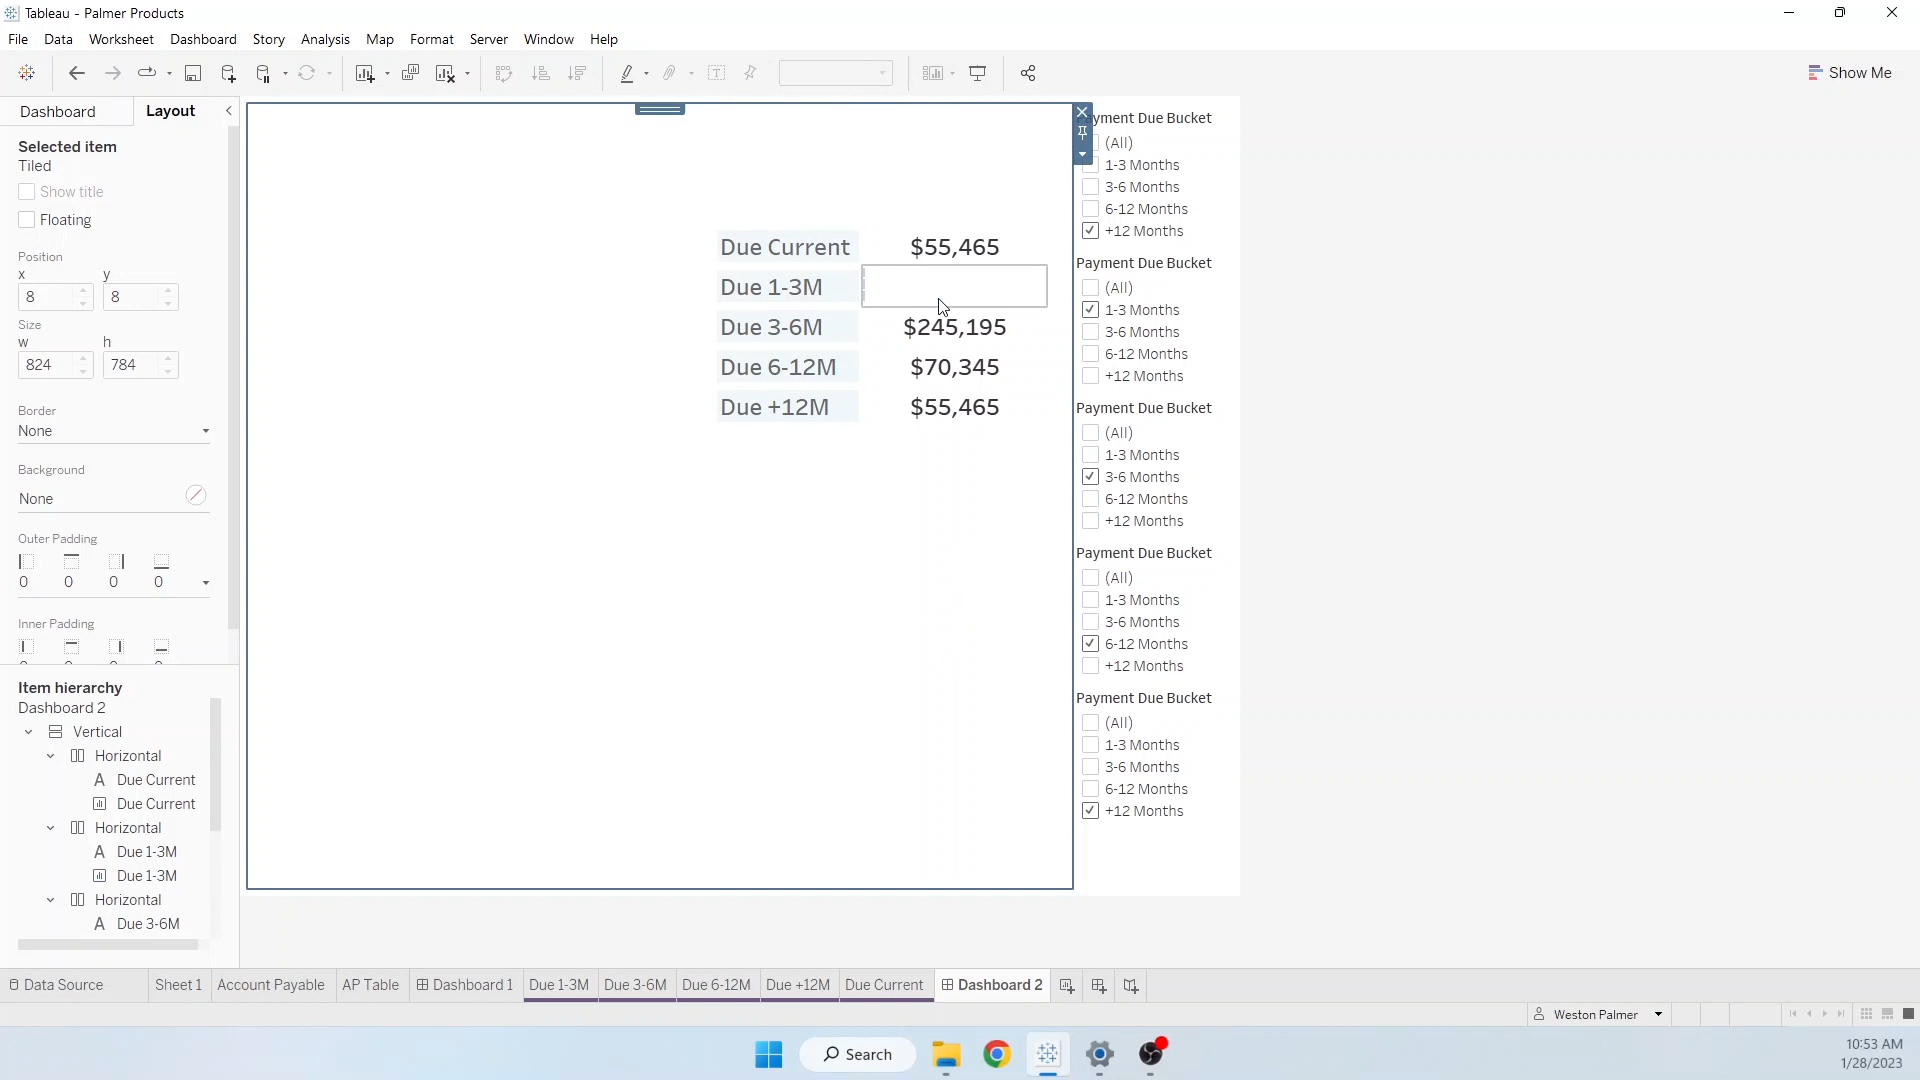 Tableau - Palmer Products
File Data Worksheet Dashboard Story Analysis Map Format Server Window Help
Show Me
Dashboard Layout
Selected item
Tiled
Show title
Floating
Position
x y
8 8
Size
w h
824 784
Border
None
Background
None
Outer Padding
0 0 0 0
Inner Padding
Item hierarchy
Dashboard 2
Vertical
Horizontal
A Due Current
Due Current
Horizontal
A Due 1-3M
Due 1-3M
Horizontal
A Due 3-6M
Due Current $55,465
Due 1-3M
Due 3-6M $245,195
Due 6-12M $70,345
Due +12M $55,465
ayment Due Bucket
(All)
1-3 Months
3-6 Months
6-12 Months
+12 Months
Payment Due Bucket
(All)
1-3 Months
3-6 Months
6-12 Months
+12 Months
Payment Due Bucket
(All)
1-3 Months
3-6 Months
6-12 Months
+12 Months
Payment Due Bucket
(All)
1-3 Months
3-6 Months
6-12 Months
+12 Months
Payment Due Bucket
(All)
1-3 Months
3-6 Months
6-12 Months
+12 Months
Data Source Sheet 1 Account Payable AP Table Dashboard 1 Due 1-3M Due 3-6M Due 6-12M Due +12M Due Current Dashboard 2
Weston Palmer
Search
10:53 AM
1/28/2023